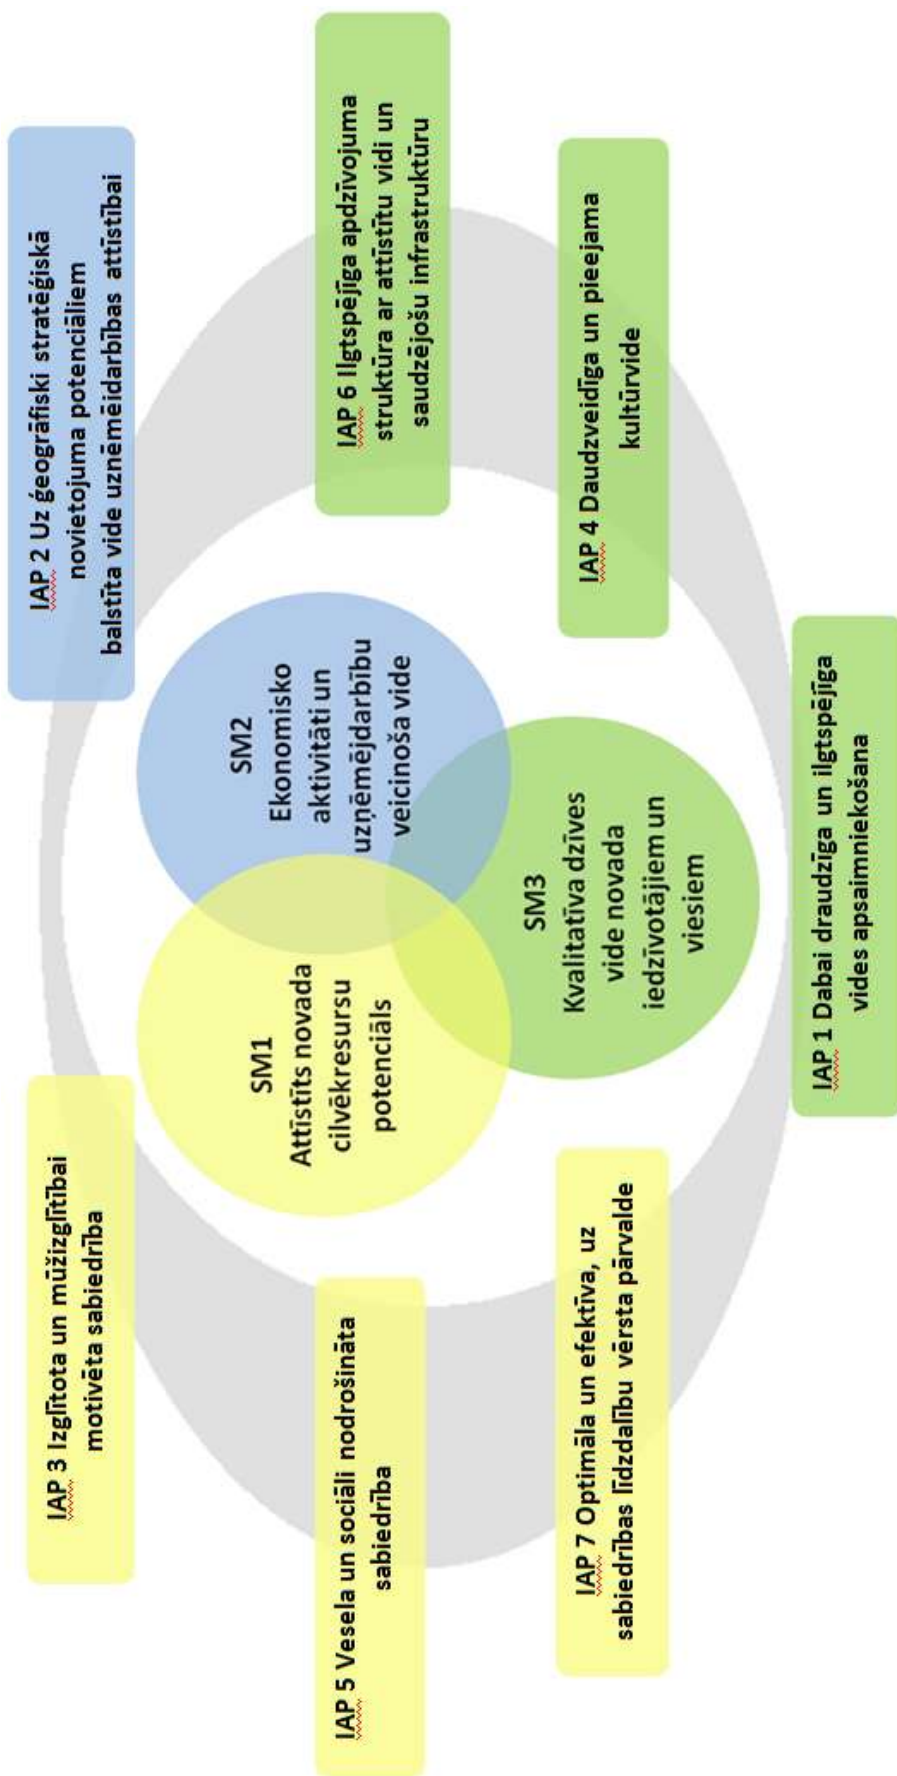 IAP 3 Izglītota un mūžizglītībai
motivēta sabiedrība
IAP 2 Uz ģeogrāfiski stratēģiskā
novietojuma potenciāliem
balstīta vide uznēmēidarbības attīstībai
SM1
Attīstīts novada
cilvēkresursu
potenciāls
SM2
Ekonomisko
aktivitāti un
uzņēmējdarbību
veicinoša vide
IAP 5 Vesela un sociāli nodrošināta
sabiedrība
IAP 6 Ilgtspējīga apdzīvojuma
struktūra ar attīstītu vidi un
saudzējošu infrastruktūru
SM3
Kvalitatīva dzīves
vide novada
iedzīvotājiem un
viesiem
IAP 7 Optimāla un efektīva, uz
sabiedrības līdzdalību vērsta pārvalde
IAP 4 Daudzveidīga un pieejama
kultūrvide
IAP 1 Dabai draudzīga un ilgtspējīga
vides apsaimniekošana